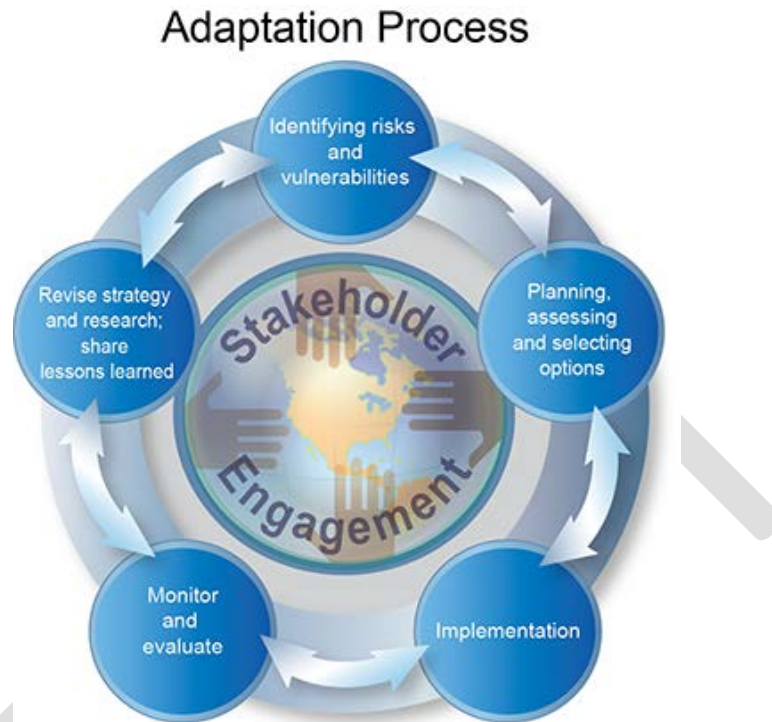 Adaptation Process
Identifying risks
and
vulnerabilities
Planning,
assessing
and selecting
options
Implementation
Monitor
and
evaluate
Revise strategy
and research;
share
lessons learned
Stakeholder
Engagement